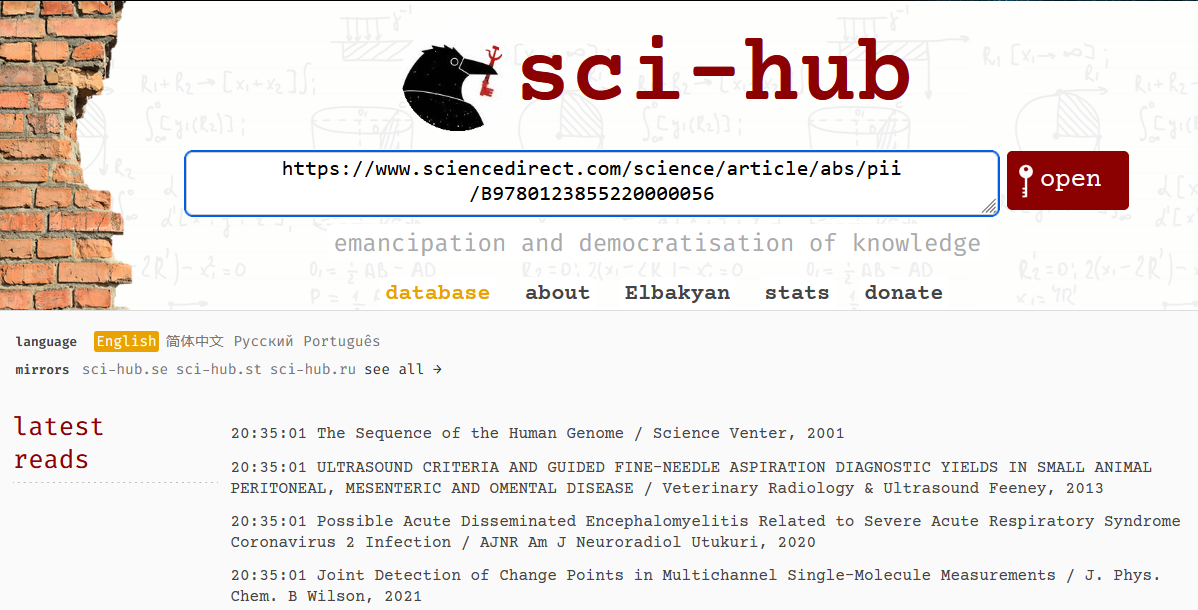 sci-hub
https://www.sciencedirect.com/science/article/abs/pii
/B9780123855220000056
open
emancipation and democratisation of knowledge
database about Elbakyan stats donate
language English 简体中文 Русский Português
mirrors sci-hub.se sci-hub.st sci-hub.ru see all →
latest
reads
20:35:01 The Sequence of the Human Genome / Science Venter, 2001
20:35:01 ULTRASOUND CRITERIA AND GUIDED FINE-NEEDLE ASPIRATION DIAGNOSTIC YIELDS IN SMALL ANIMAL
PERITONEAL, MESENTERIC AND OMENTAL DISEASE / Veterinary Radiology & Ultrasound Feeney, 2013
20:35:01 Possible Acute Disseminated Encephalomyelitis Related to Severe Acute Respiratory Syndrome
Coronavirus 2 Infection / AJNR Am J Neuroradiol Utukuri, 2020
20:35:01 Joint Detection of Change Points in Multichannel Single-Molecule Measurements / J. Phys.
Chem. B Wilson, 2021